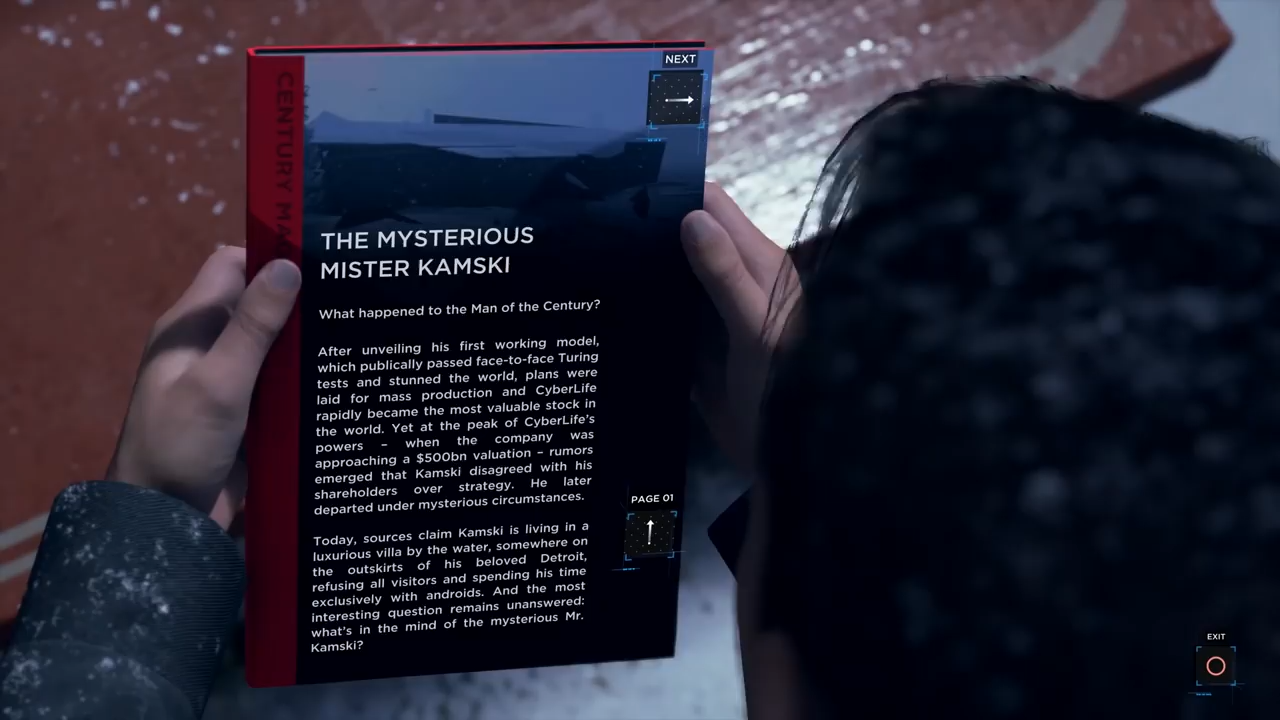 NEXT
CENTURY MA
THE MYSTERIOUS
MISTER KAMSKI
What happened to the Man of the Century?
After unveiling his first working model,
which publically passed face-to-face Turing
tests and stunned the world, plans were
laid for mass production and CyberLife
rapidly became the most valuable stock in
the world. Yet at the peak of CyberLife's
powers – when the company was
approaching a $500bn valuation – rumors
emerged that Kamski disagreed with his
shareholders over strategy. He later
departed under mysterious circumstances.
PAGE 01
Today, sources claim Kamski is living in a
luxurious villa by the water, somewhere on
the outskirts of his beloved Detroit,
refusing all visitors and spending his time
exclusively with androids. And the most
interesting question remains unanswered:
what's in the mind of the mysterious Mr.
Kamski?
EXIT